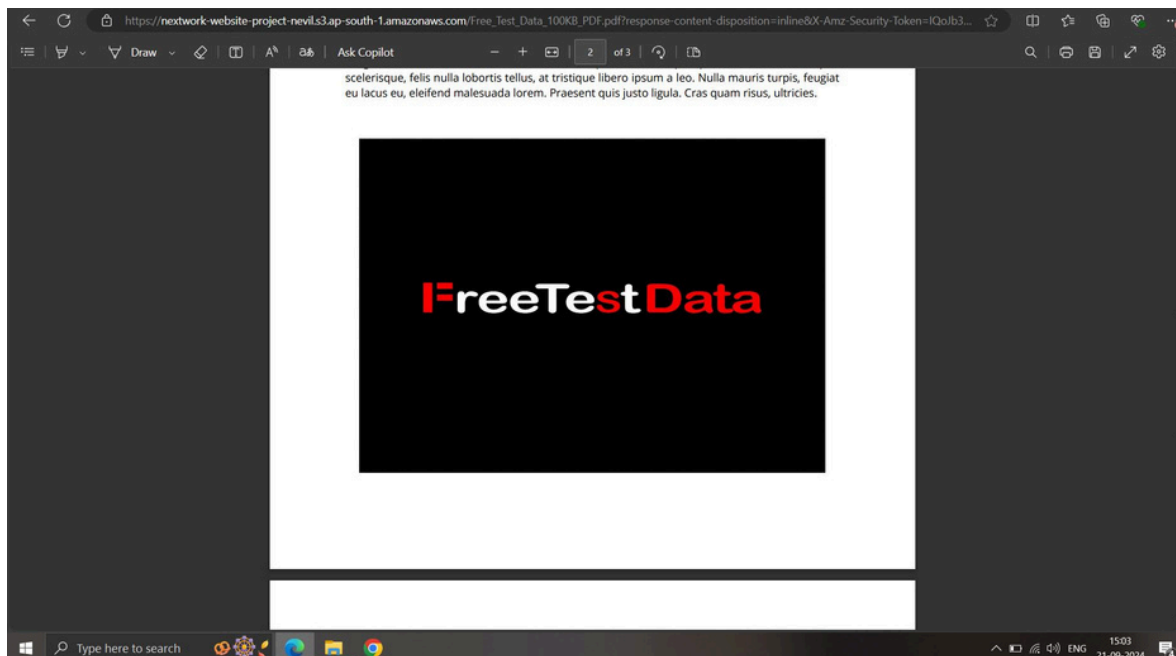 https://nextwork-website-project-nevil.s3.ap-south-1.amazonaws.com/Free_Test_Data_100KB_PDF.pdf?response-content-disposition=inline&X-Amz-Security-Token=IQoJb3...
Draw
Ask Copilot
2 of 3
scelerisque, felis nulla lobortis tellus, at tristique libero ipsum a leo. Nulla mauris turpis, feugiat
eu lacus eu, eleifend malesuada lorem. Praesent quis justo ligula. Cras quam risus, ultricies.
FreeTestData
Type here to search
ENG
15:03
21-09-2024